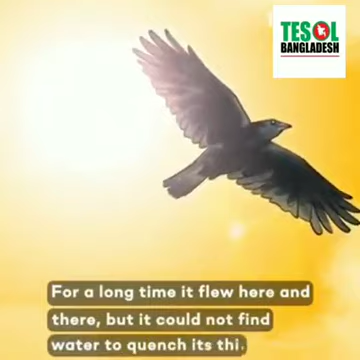 TESOL
BANGLADESH
For a long time it flew here and
there, but it could not find
water to quench its thi.